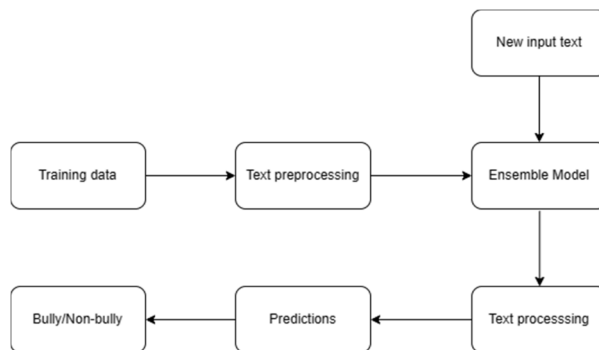 New input text
Training data
Text preprocessing
Ensemble Model
Bully/Non-bully
Predictions
Text processsing